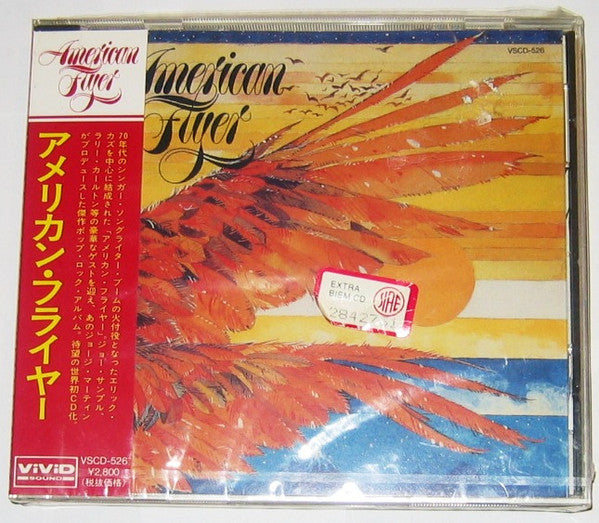 American
Flyer
アメリカン・フライヤー
70年代のシンガー・ソングライター・ブームの火付役となったエリック・
カズを中心に結成された「アメリカン・フライヤー」。ジョー・サンプル、
ラリー・カールトン等の豪華なゲストを迎え、あのジョージ・マーティン
がプロデュースした傑作ポップ・ロック・アルバム。待望の世界初CD化
ViViD
SOUND
VSCD-526
¥2,800
(税抜価格)
VSCD-526
American
Flyer
EXTRA
BIEM CD
SIAE